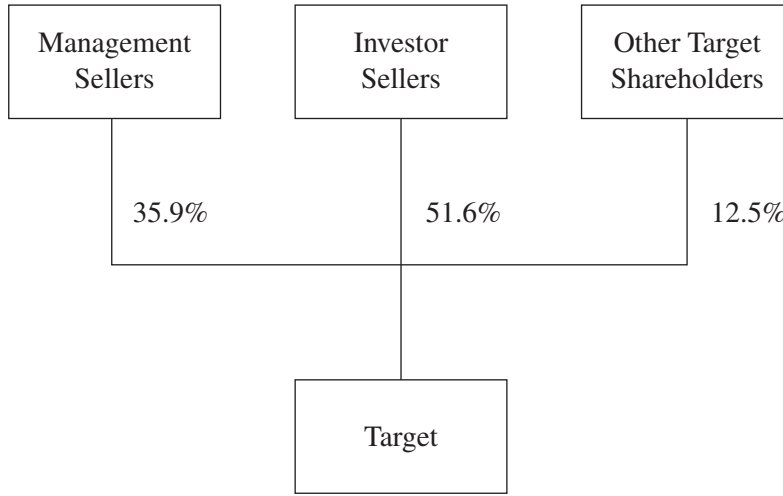 Management
Sellers
Investor
Sellers
Other Target
Shareholders
35.9%
51.6%
12.5%
Target